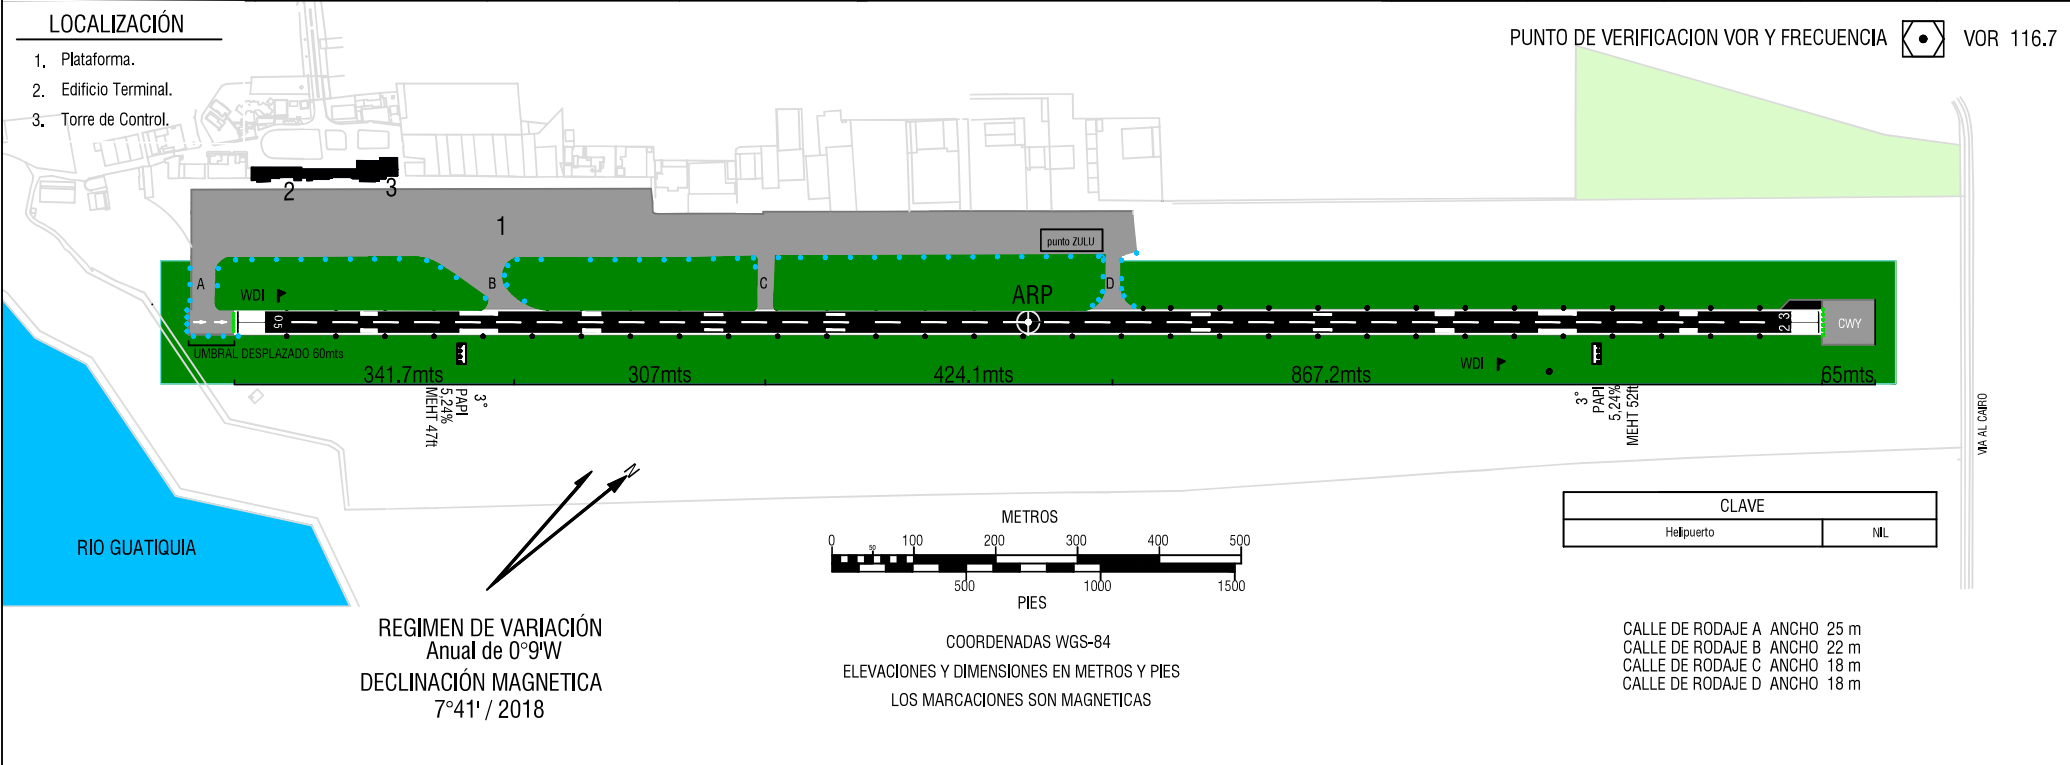 LOCALIZACIÓN
1. Plataforma.
2. Edificio Terminal.
3. Torre de Control.
PUNTO DE VERIFICACION VOR Y FRECUENCIA VOR 116.7
2
3
1
punto ZULU
A
B
C
D
WDI
ARP
05
23
CWY
UMBRAL DESPLAZADO 60mts
WDI
341.7mts
307mts
424.1mts
867.2mts
65mts
3°
PAPI
5,24%
MEHT 47ft
3°
PAPI
5,24%
MEHT 52ft
VIA AL CAIRO
N
RIO GUATIQUIA
METROS
0 50 100 200 300 400 500
500 1000 1500
PIES
CLAVE
Helipuerto NIL
REGIMEN DE VARIACIÓN
Anual de 0°9'W
DECLINACIÓN MAGNETICA
7°41' / 2018
COORDENADAS WGS-84
ELEVACIONES Y DIMENSIONES EN METROS Y PIES
LOS MARCACIONES SON MAGNETICAS
CALLE DE RODAJE A ANCHO 25 m
CALLE DE RODAJE B ANCHO 22 m
CALLE DE RODAJE C ANCHO 18 m
CALLE DE RODAJE D ANCHO 18 m